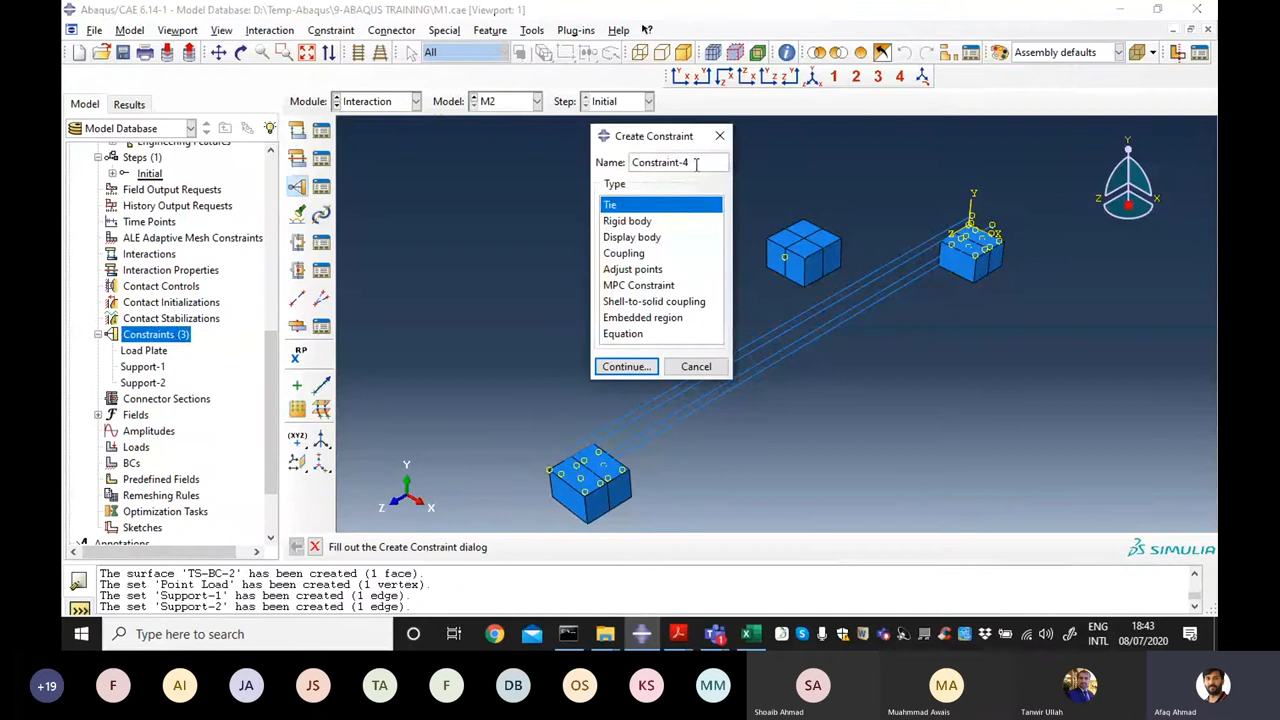 Abaqus/CAE 6.14-1 - Model Database: D:\Temp-Abaqus\9-ABAQUS TRAINING\M1.cae [Viewport: 1]
File Model Viewport View Interaction Constraint Connector Special Feature Tools Plug-ins Help
All
Assembly defaults
1 2 3 4
Model Results
Module: Interaction Model: M2 Step: Initial
Model Database
Engineering Features
Steps (1)
Initial
Field Output Requests
History Output Requests
Time Points
ALE Adaptive Mesh Constraints
Interactions
Interaction Properties
Contact Controls
Contact Initializations
Contact Stabilizations
Constraints (3)
Load Plate
Support-1
Support-2
Connector Sections
Fields
Amplitudes
Loads
BCs
Predefined Fields
Remeshing Rules
Optimization Tasks
Sketches
Annotations
RP
(XYZ)
Create Constraint
Name: Constraint-4
Type
Tie
Rigid body
Display body
Coupling
Adjust points
MPC Constraint
Shell-to-solid coupling
Embedded region
Equation
Continue... Cancel
Y
Z X
Y
Z X
Y
Z X
Fill out the Create Constraint dialog
SIMULIA
The surface 'TS-BC-2' has been created (1 face).
The set 'Point Load' has been created (1 vertex).
The set 'Support-1' has been created (1 edge).
The set 'Support-2' has been created (1 edge).
>>>
Type here to search
ENG
INTL
18:43
08/07/2020
+19 F AI JA JS TA F DB OS KS MM SA MA
Shoaib Ahmad Muahmmad Awais Tanwir Ullah Afaq Ahmad